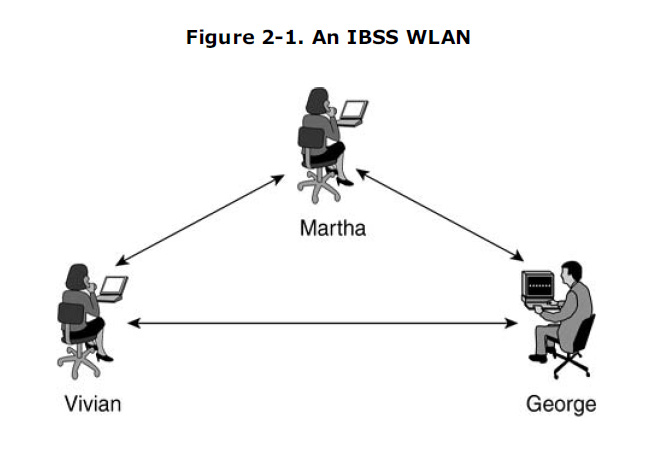 Figure 2-1. An IBSS WLAN
Martha
Vivian
George